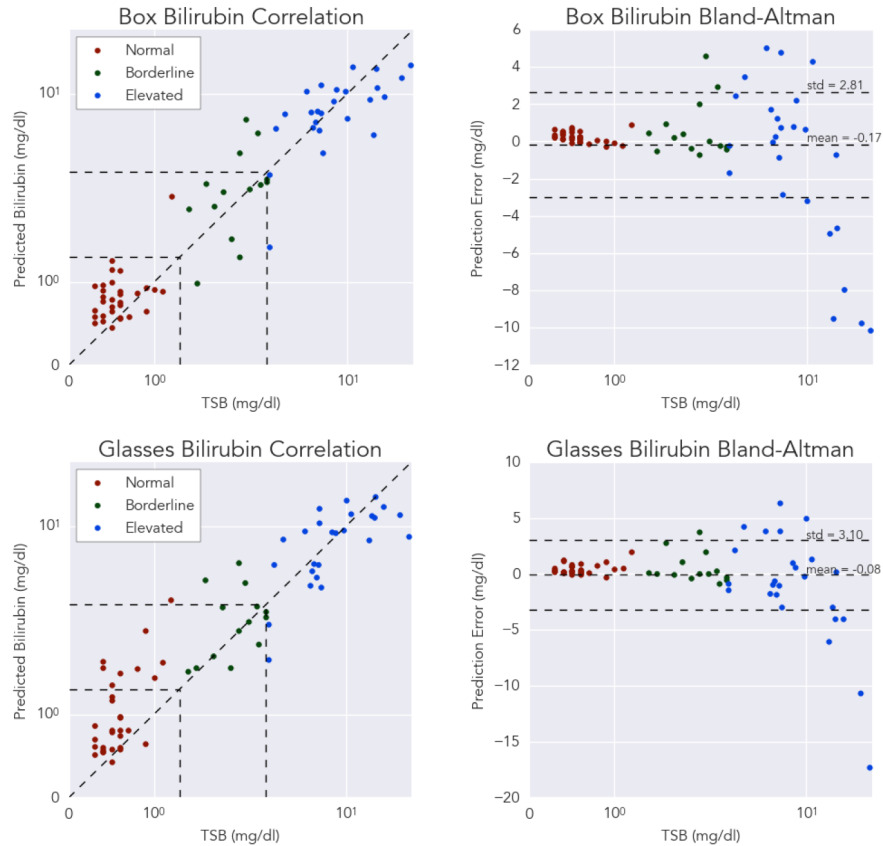 Box Bilirubin Correlation
Normal
Borderline
Elevated
10¹
10⁰
0
Predicted Bilirubin (mg/dl)
0
10⁰
10¹
TSB (mg/dl)
Box Bilirubin Bland-Altman
6
4
2
0
−2
−4
−6
−8
−10
−12
Prediction Error (mg/dl)
std = 2.81
mean = -0.17
0
10⁰
10¹
TSB (mg/dl)
Glasses Bilirubin Correlation
Normal
Borderline
Elevated
10¹
10⁰
0
Predicted Bilirubin (mg/dl)
0
10⁰
10¹
TSB (mg/dl)
Glasses Bilirubin Bland-Altman
10
5
0
−5
−10
−15
−20
Prediction Error (mg/dl)
std = 3.10
mean = -0.08
0
10⁰
10¹
TSB (mg/dl)